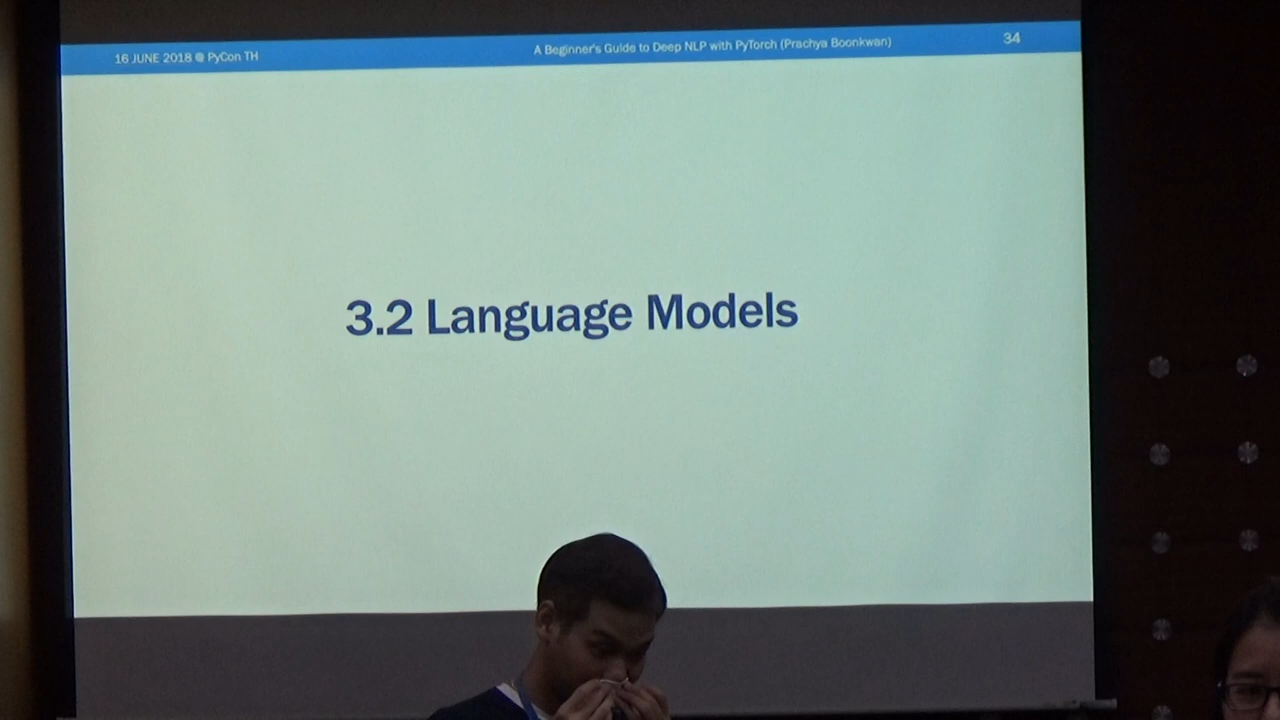 16 JUNE 2018 @ PyCon TH
A Beginner's Guide to Deep NLP with PyTorch (Prachya Boonkwan)
34
3.2 Language Models